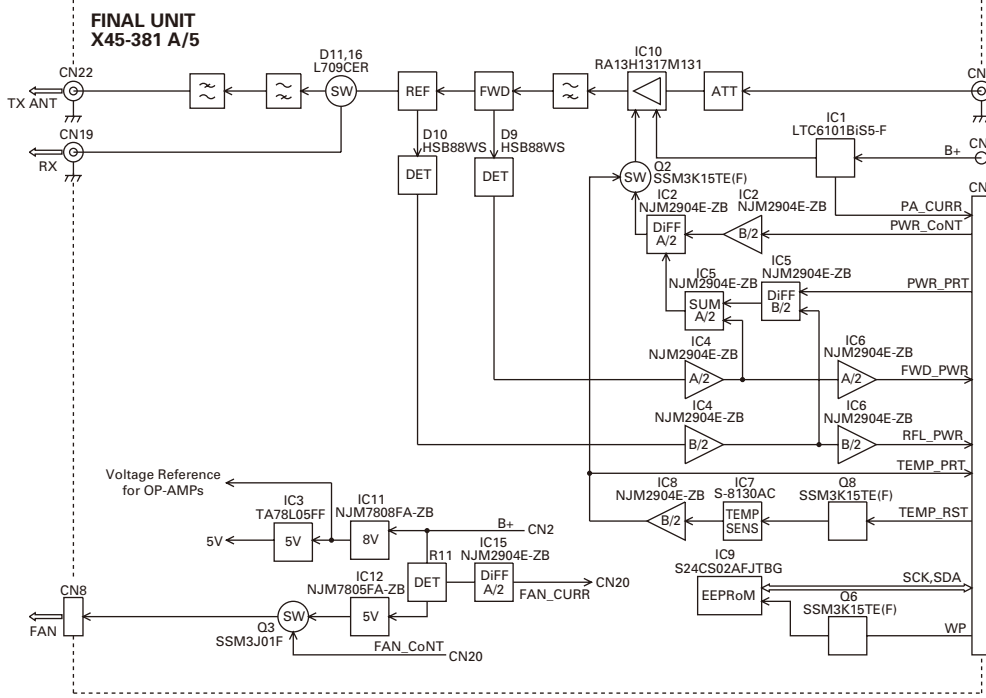 FINAL UNIT
X45-381 A/5
CN22
TX ANT
CN19
RX
D11,16
L709CER
SW
REF
FWD
IC10
RA13H1317M131
ATT
CN
IC1
LTC6101BiS5-F
B+
CN
CN
D10
HSB88WS
D9
HSB88WS
DET
DET
SW
Q2
SSM3K15TE(F)
IC2
NJM2904E-ZB
IC2
NJM2904E-ZB
DiFF
A/2
B/2
PA_CURR
PWR_CoNT
IC5
NJM2904E-ZB
IC5
NJM2904E-ZB
SUM
A/2
DiFF
B/2
PWR_PRT
IC4
NJM2904E-ZB
IC6
NJM2904E-ZB
A/2
A/2
FWD_PWR
IC4
NJM2904E-ZB
IC6
NJM2904E-ZB
B/2
B/2
RFL_PWR
TEMP_PRT
Voltage Reference
for OP-AMPs
IC8
NJM2904E-ZB
IC7
S-8130AC
Q8
SSM3K15TE(F)
B/2
TEMP
SENS
TEMP_RST
IC3
TA78L05FF
IC11
NJM7808FA-ZB
B+
CN2
5V
5V
8V
R11
IC15
NJM2904E-ZB
DET
DiFF
A/2
CN20
FAN_CURR
IC9
S24CS02AFJTBG
EEPRoM
SCK,SDA
Q6
SSM3K15TE(F)
WP
CN8
FAN
IC12
NJM7805FA-ZB
SW
5V
Q3
SSM3J01F
FAN_CoNT
CN20